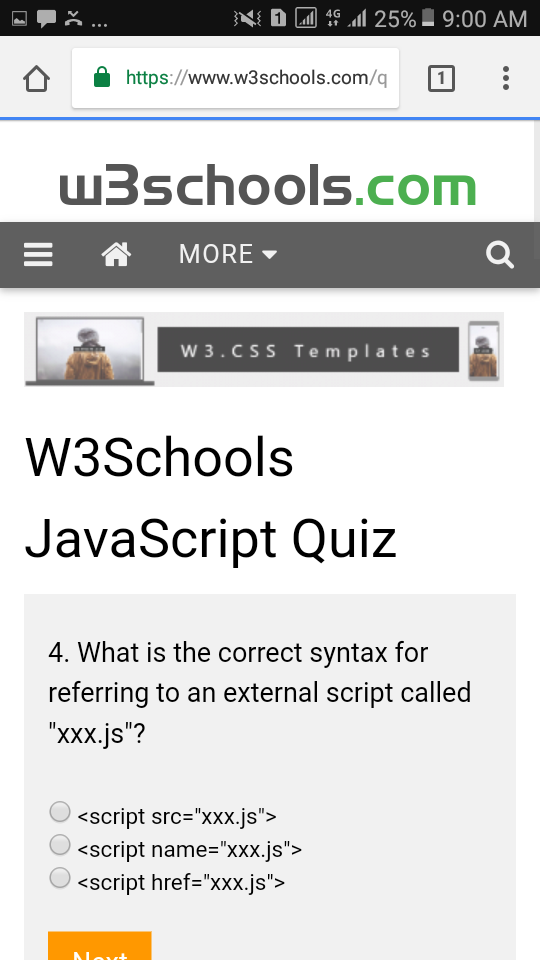 ... 1 4G 25% 9:00 AM
https://www.w3schools.com/q 1
w3schools.com
MORE
W3.CSS Templates
W3Schools
JavaScript Quiz
4. What is the correct syntax for
referring to an external script called
"xxx.js"?
<script src="xxx.js">
<script name="xxx.js">
<script href="xxx.js">
Next